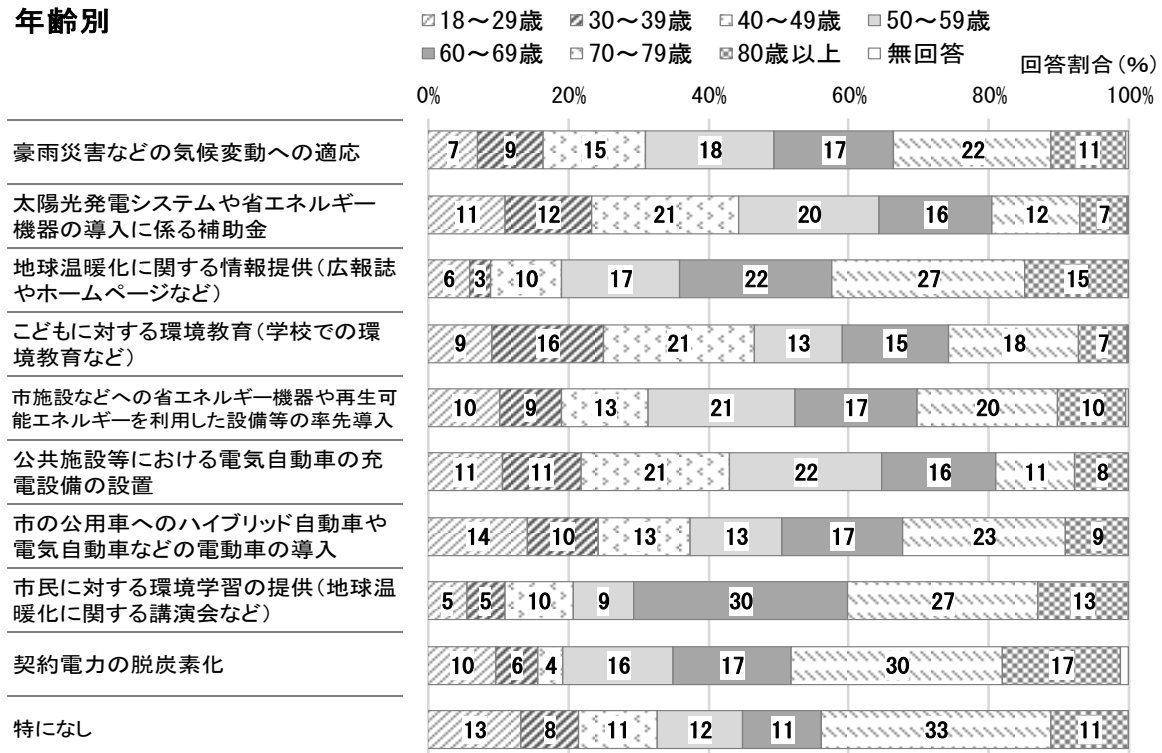 年齢別
18～29歳 30～39歳 40～49歳 50～59歳
60～69歳 70～79歳 80歳以上 無回答
回答割合(%)
0% 20% 40% 60% 80% 100%
豪雨災害などの気候変動への適応
7 9 15 18 17 22 11
太陽光発電システムや省エネルギー
機器の導入に係る補助金
11 12 21 20 16 12 7
地球温暖化に関する情報提供(広報誌
やホームページなど)
6 3 10 17 22 27 15
こどもに対する環境教育(学校での環
境教育など)
9 16 21 13 15 18 7
市施設などへの省エネルギー機器や再生可
能エネルギーを利用した設備等の率先導入
10 9 13 21 17 20 10
公共施設等における電気自動車の充
電設備の設置
11 11 21 22 16 11 8
市の公用車へのハイブリッド自動車や
電気自動車などの電動車の導入
14 10 13 13 17 23 9
市民に対する環境学習の提供(地球温
暖化に関する講演会など)
5 5 10 9 30 27 13
契約電力の脱炭素化
10 6 4 16 17 30 17
特になし
13 8 11 12 11 33 11